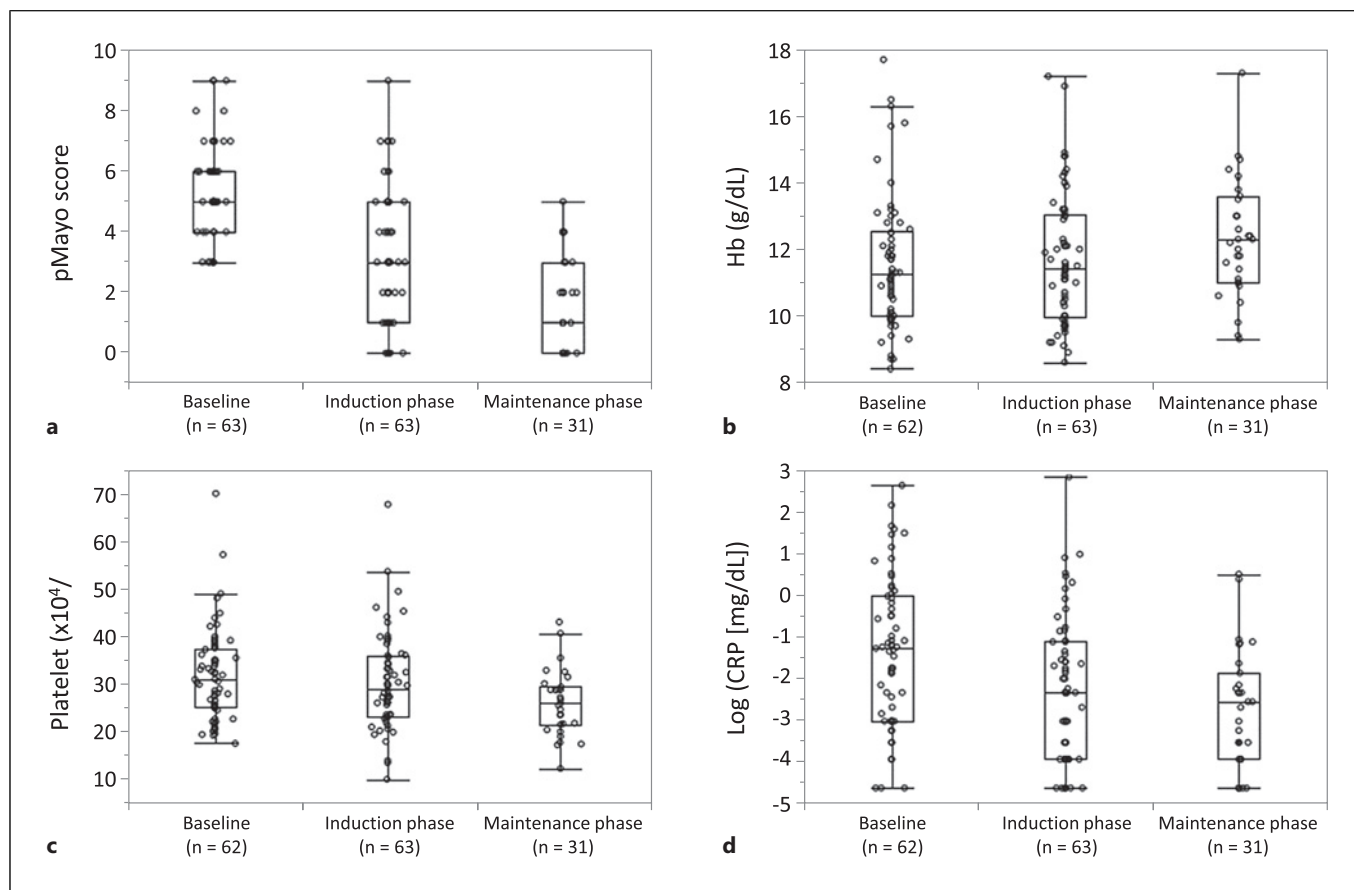 10
8
6
4
2
0
pMayo score
Baseline
(n = 63)
Induction phase
(n = 63)
Maintenance phase
(n = 31)
a
18
16
14
12
10
8
Hb (g/dL)
Baseline
(n = 62)
Induction phase
(n = 63)
Maintenance phase
(n = 31)
b
70
60
50
40
30
20
10
Platelet (x10⁴/
Baseline
(n = 62)
Induction phase
(n = 63)
Maintenance phase
(n = 31)
c
3
2
1
0
-1
-2
-3
-4
-5
Log (CRP [mg/dL])
Baseline
(n = 62)
Induction phase
(n = 63)
Maintenance phase
(n = 31)
d